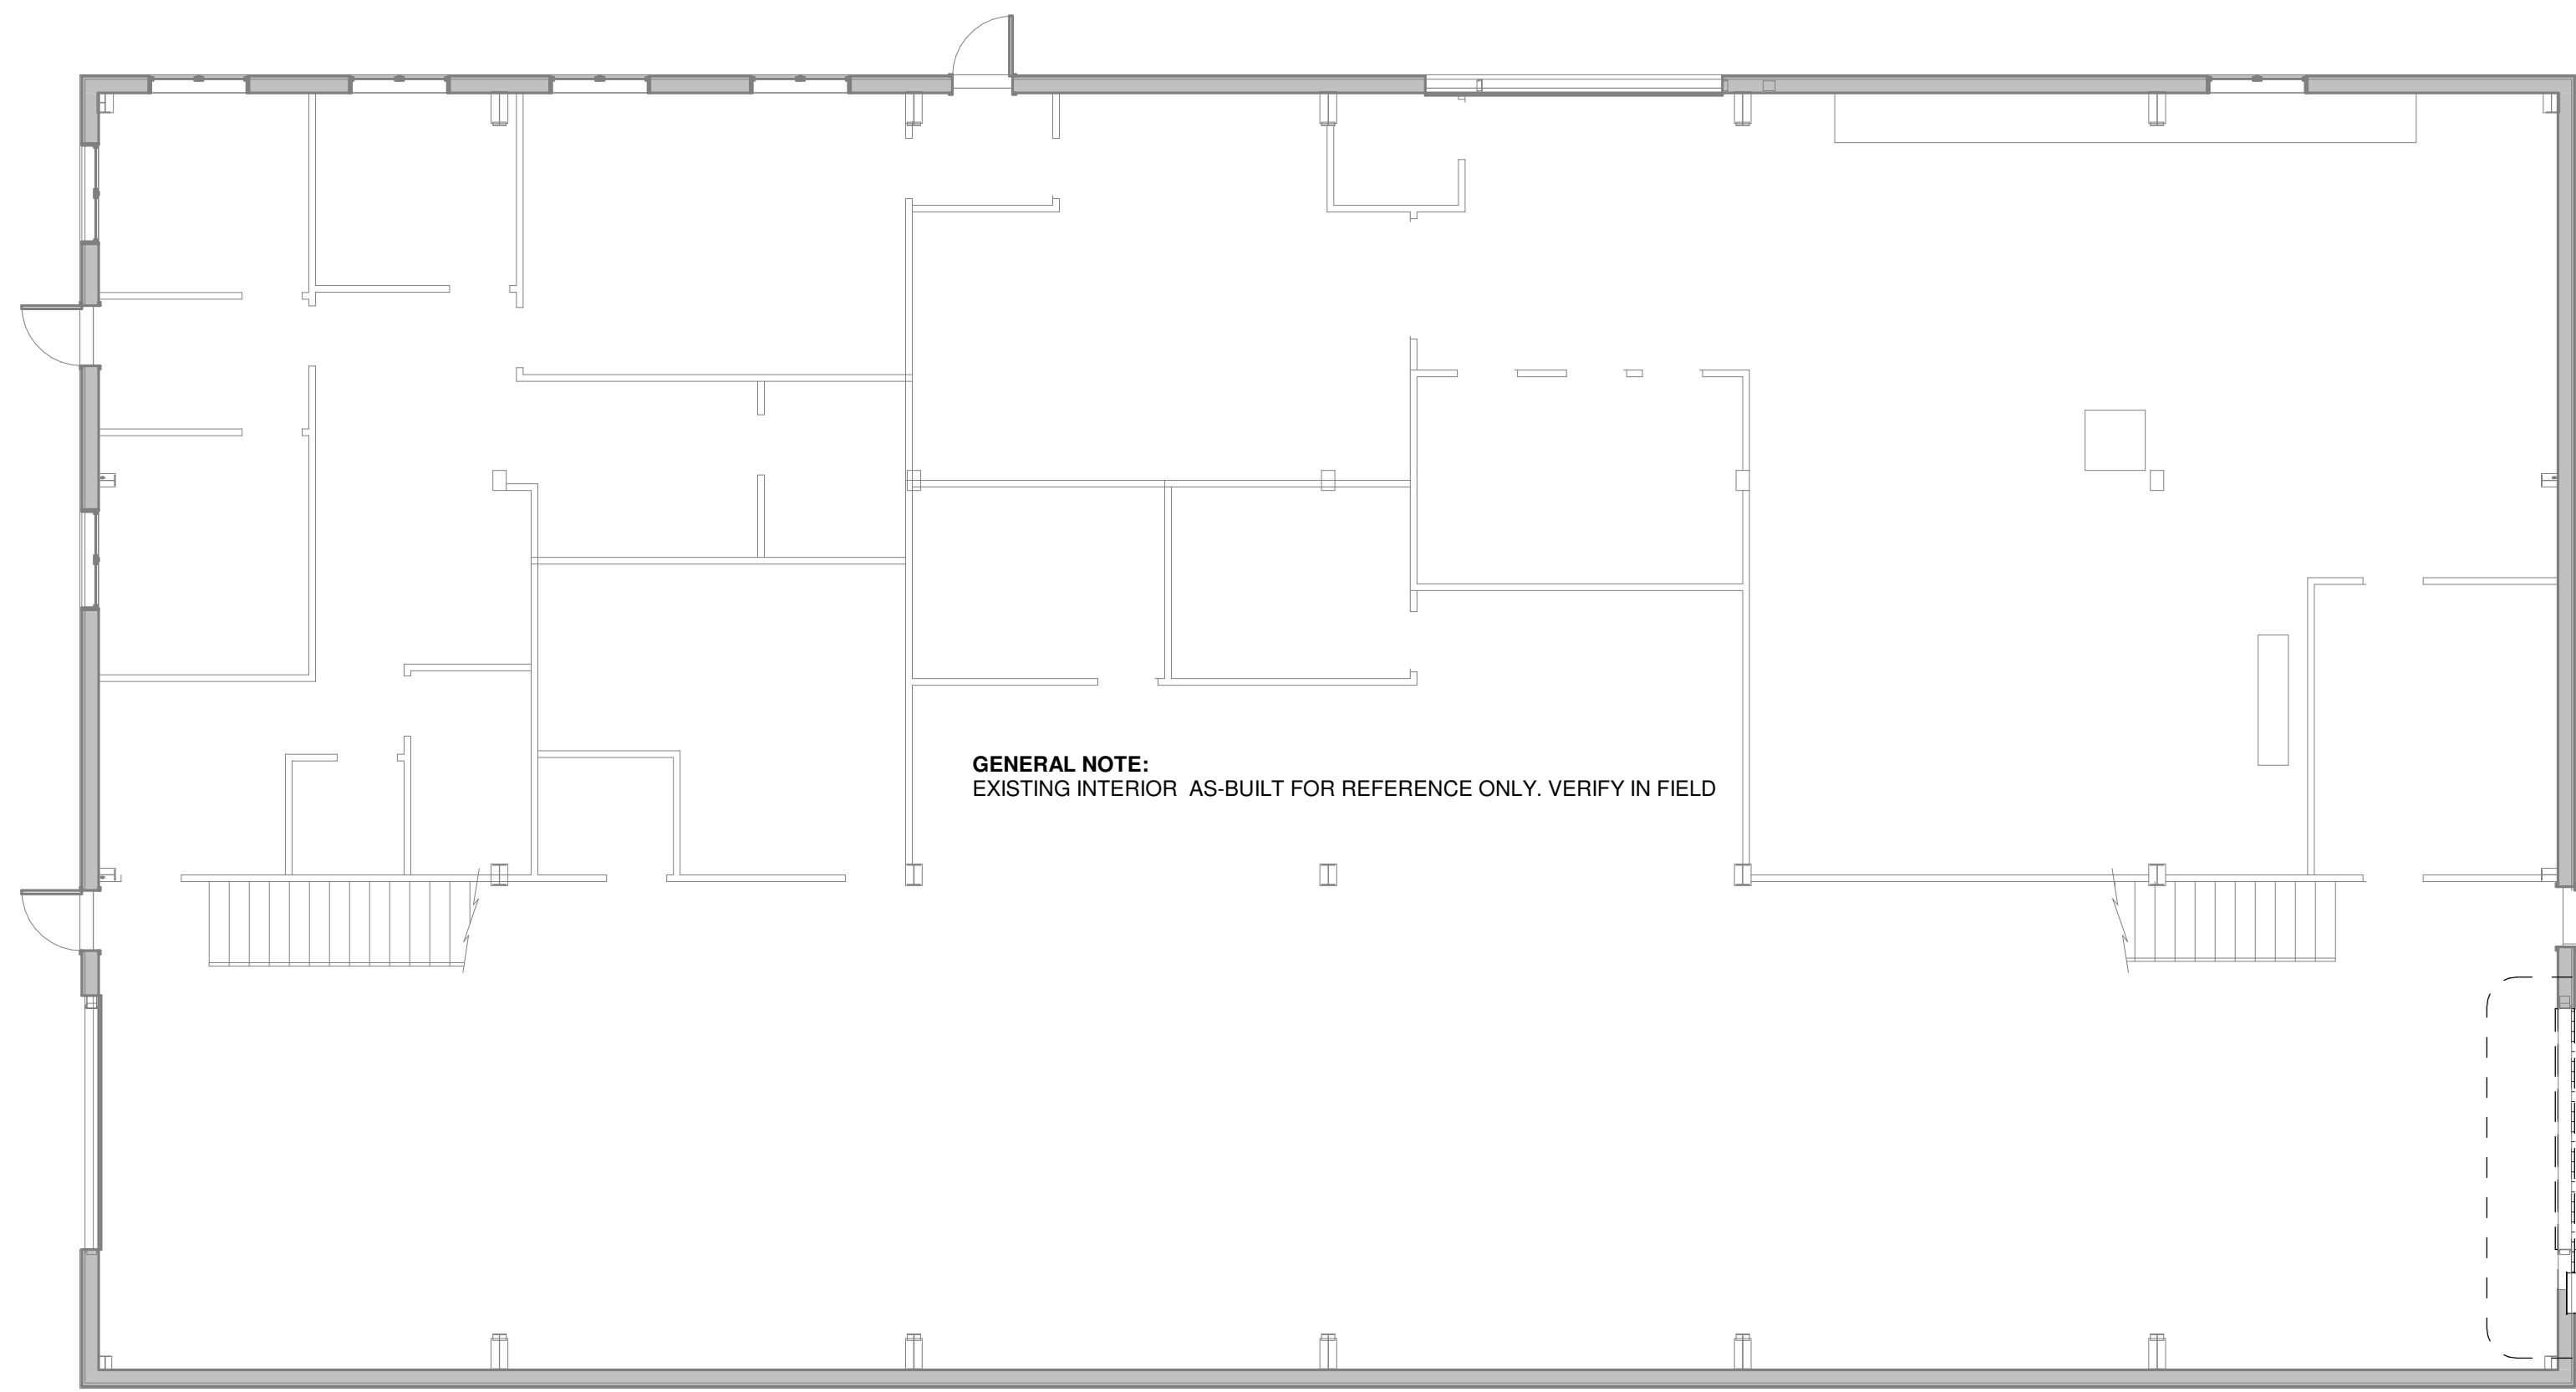 GENERAL NOTE:
EXISTING INTERIOR  AS-BUILT FOR REFERENCE ONLY. VERIFY IN FIELD